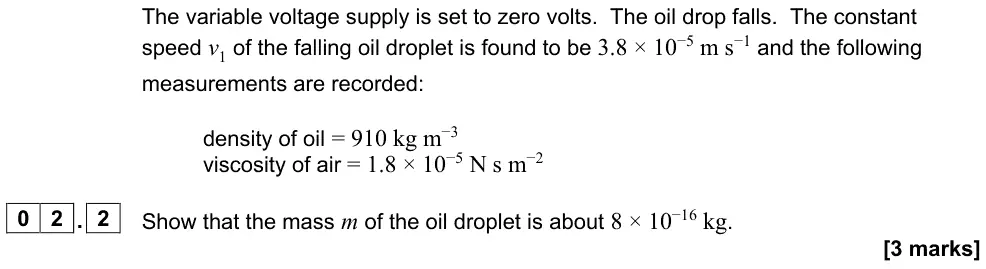 The variable voltage supply is set to zero volts. The oil drop falls. The constant
speed v₁ of the falling oil droplet is found to be 3.8 × 10⁻⁵ m s⁻¹ and the following
measurements are recorded:
density of oil = 910 kg m⁻³
viscosity of air = 1.8 × 10⁻⁵ N s m⁻²
0 2 . 2 Show that the mass m of the oil droplet is about 8 × 10⁻¹⁶ kg.
[3 marks]